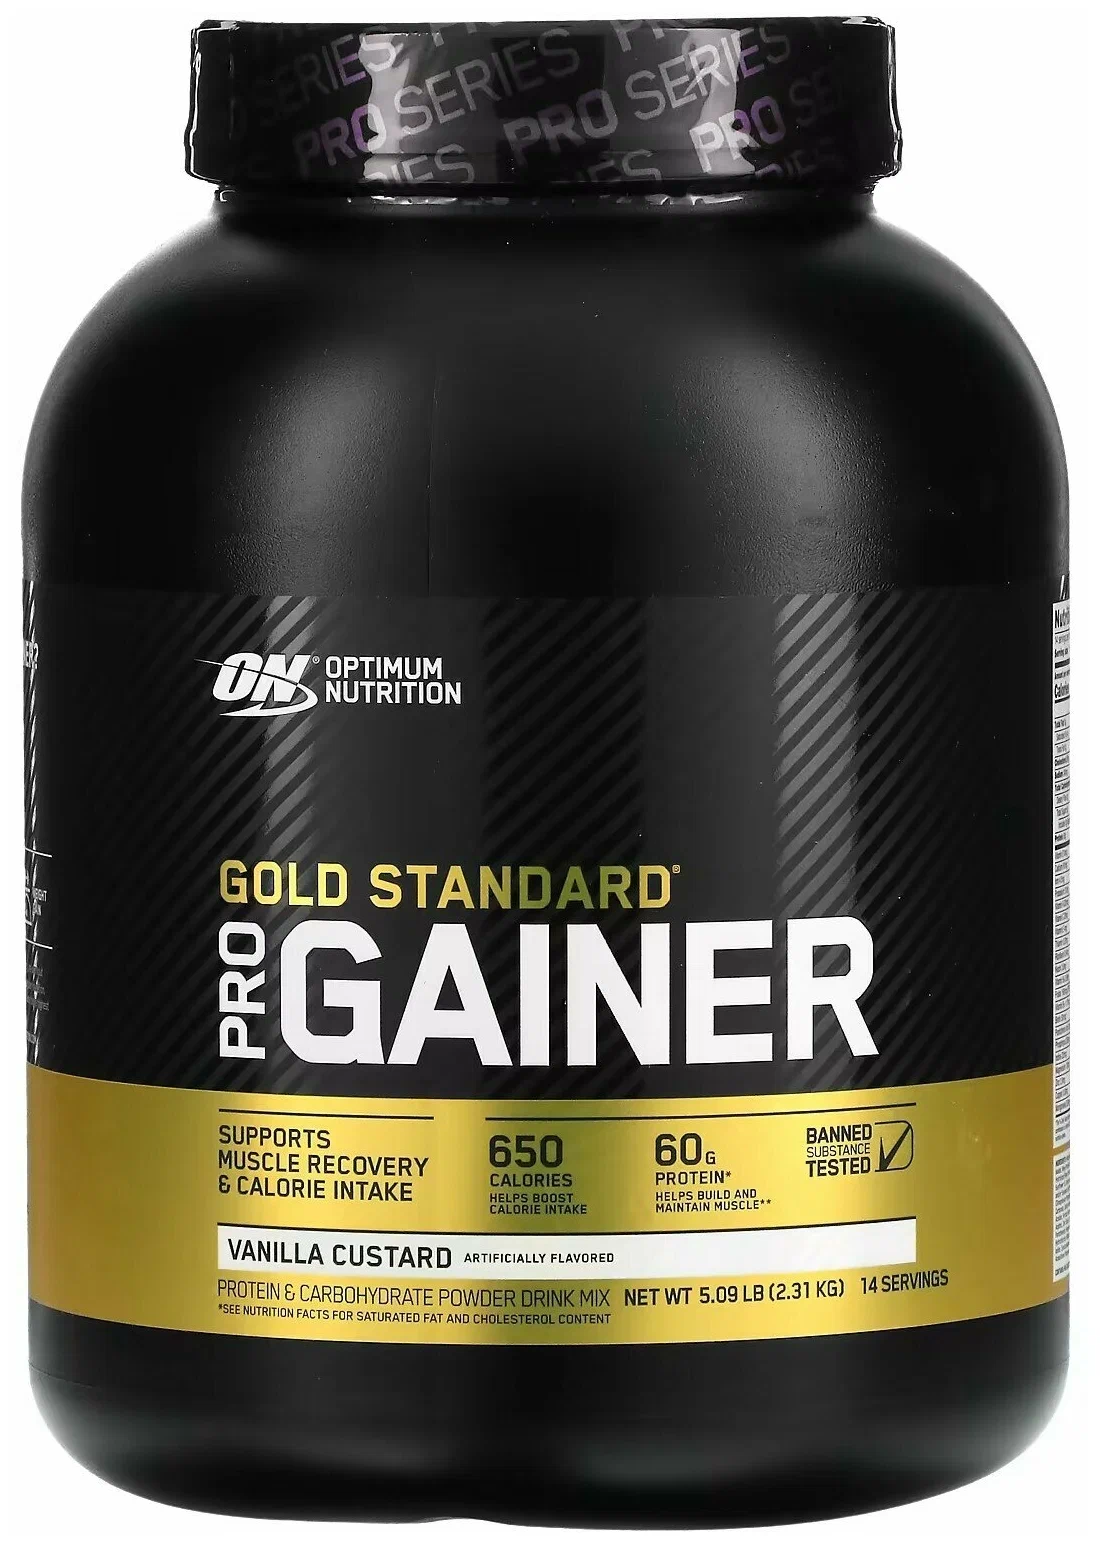 PRO SERIES
PRO SERIES
PRO SERIES
ON® OPTIMUM
NUTRITION
GOLD STANDARD®
PRO GAINER
SUPPORTS
MUSCLE RECOVERY
& CALORIE INTAKE
650
CALORIES
HELPS BOOST
CALORIE INTAKE
60G
PROTEIN*
HELPS BUILD AND
MAINTAIN MUSCLE**
BANNED
SUBSTANCE
TESTED
VANILLA CUSTARD ARTIFICIALLY FLAVORED
PROTEIN & CARBOHYDRATE POWDER DRINK MIX NET WT 5.09 LB (2.31 KG) 14 SERVINGS
*SEE NUTRITION FACTS FOR SATURATED FAT AND CHOLESTEROL CONTENT